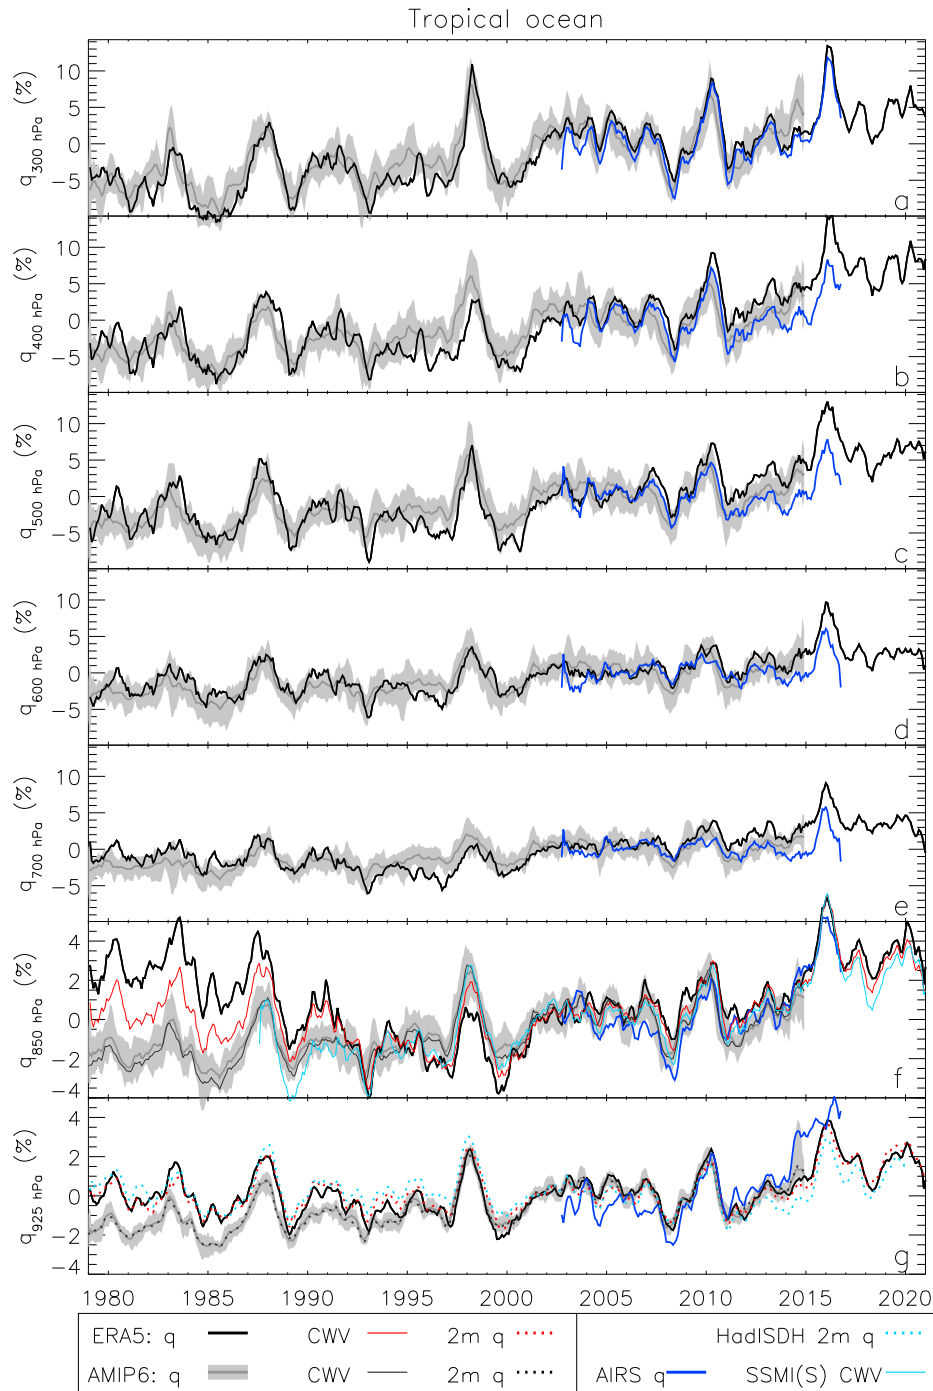 Tropical ocean
q300 hPa (%)
10
5
0
−5
a
q400 hPa (%)
10
5
0
−5
b
q500 hPa (%)
10
5
0
−5
c
q600 hPa (%)
10
5
0
−5
d
q700 hPa (%)
10
5
0
−5
e
q850 hPa (%)
4
2
0
−2
−4
f
q925 hPa (%)
4
2
0
−2
−4
g
1980 1985 1990 1995 2000 2005 2010 2015 2020
ERA5: q CWV 2m q HadISDH 2m q
AMIP6: q CWV 2m q AIRS q SSMI(S) CWV